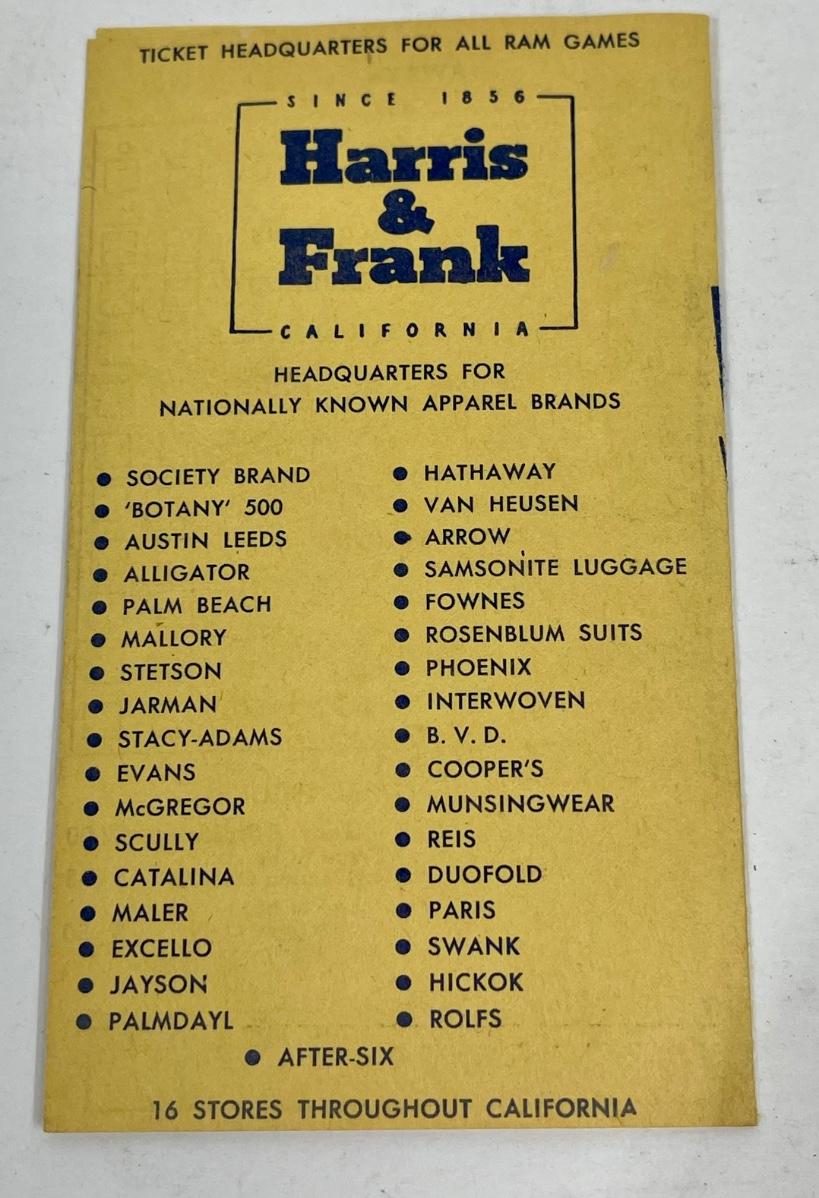 TICKET HEADQUARTERS FOR ALL RAM GAMES
SINCE 1856
Harris
&
Frank
CALIFORNIA
HEADQUARTERS FOR
NATIONALLY KNOWN APPAREL BRANDS
● SOCIETY BRAND
● 'BOTANY' 500
● AUSTIN LEEDS
● ALLIGATOR
● PALM BEACH
● MALLORY
● STETSON
● JARMAN
● STACY-ADAMS
● EVANS
● McGREGOR
● SCULLY
● CATALINA
● MALER
● EXCELLO
● JAYSON
● PALMDAYL
● HATHAWAY
● VAN HEUSEN
● ARROW
● SAMSONITE LUGGAGE
● FOWNES
● ROSENBLUM SUITS
● PHOENIX
● INTERWOVEN
● B. V. D.
● COOPER'S
● MUNSINGWEAR
● REIS
● DUOFOLD
● PARIS
● SWANK
● HICKOK
● ROLFS
● AFTER-SIX
16 STORES THROUGHOUT CALIFORNIA